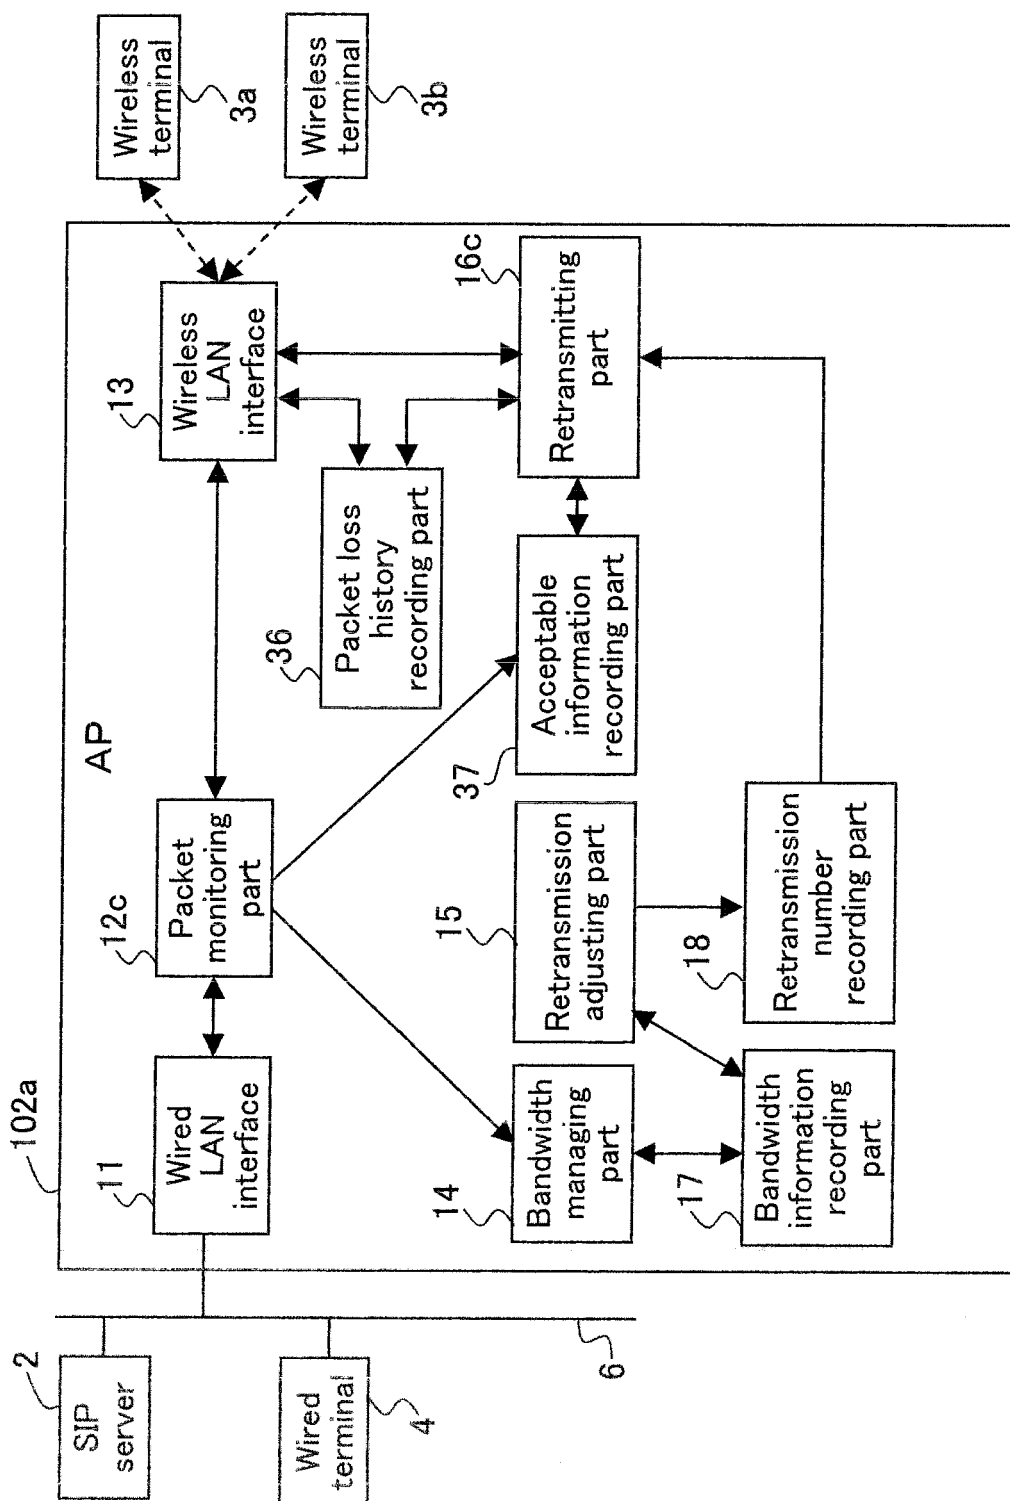 102a
AP
2
SIP
server
Wired
terminal
4
6
11
Wired
LAN
interface
12c
Packet
monitoring
part
13
Wireless
LAN
interface
Wireless
terminal
3a
Wireless
terminal
3b
36
Packet loss
history
recording part
14
Bandwidth
managing
part
15
Retransmission
adjusting part
37
Acceptable
information
recording part
16c
Retransmitting
part
17
Bandwidth
information
recording
part
18
Retransmission
number
recording part